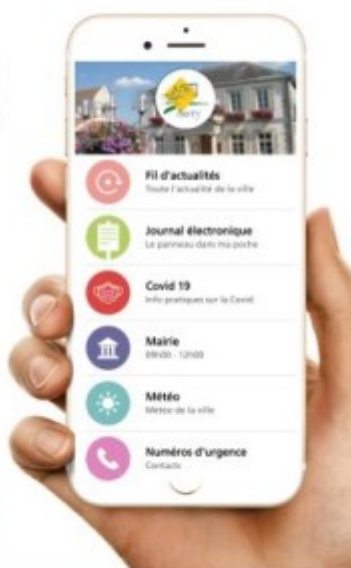 Fil d'actualités
Toute l'actualité de la ville
Journal électronique
Le panneau dans ma poche
Covid 19
Info pratiques sur la Covid
Mairie
09h00 - 12h00
Météo
Météo de la ville
Numéros d'urgence
Contacts